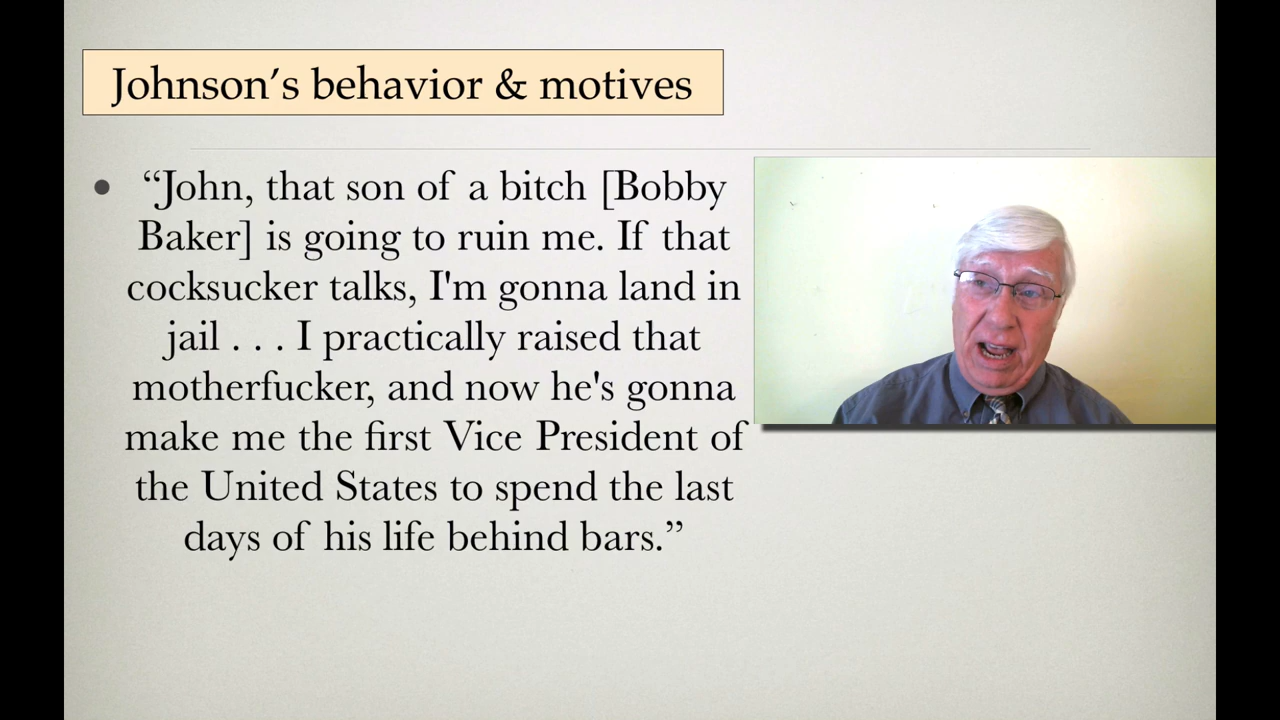 Johnson’s behavior & motives
• “John, that son of a bitch [Bobby
Baker] is going to ruin me. If that
cocksucker talks, I'm gonna land in
jail . . . I practically raised that
motherfucker, and now he's gonna
make me the first Vice President of
the United States to spend the last
days of his life behind bars.”